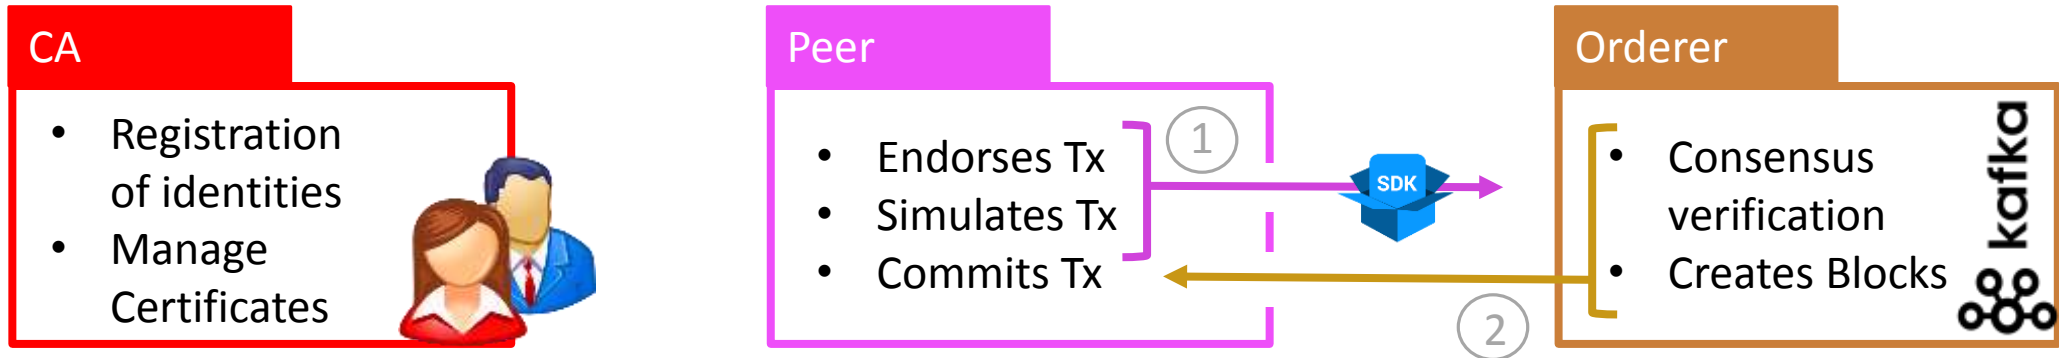 CA
• Registration
of identities
• Manage
Certificates
Peer
• Endorses Tx
• Simulates Tx
• Commits Tx
1
SDK
2
Orderer
• Consensus
verification
• Creates Blocks
kafka